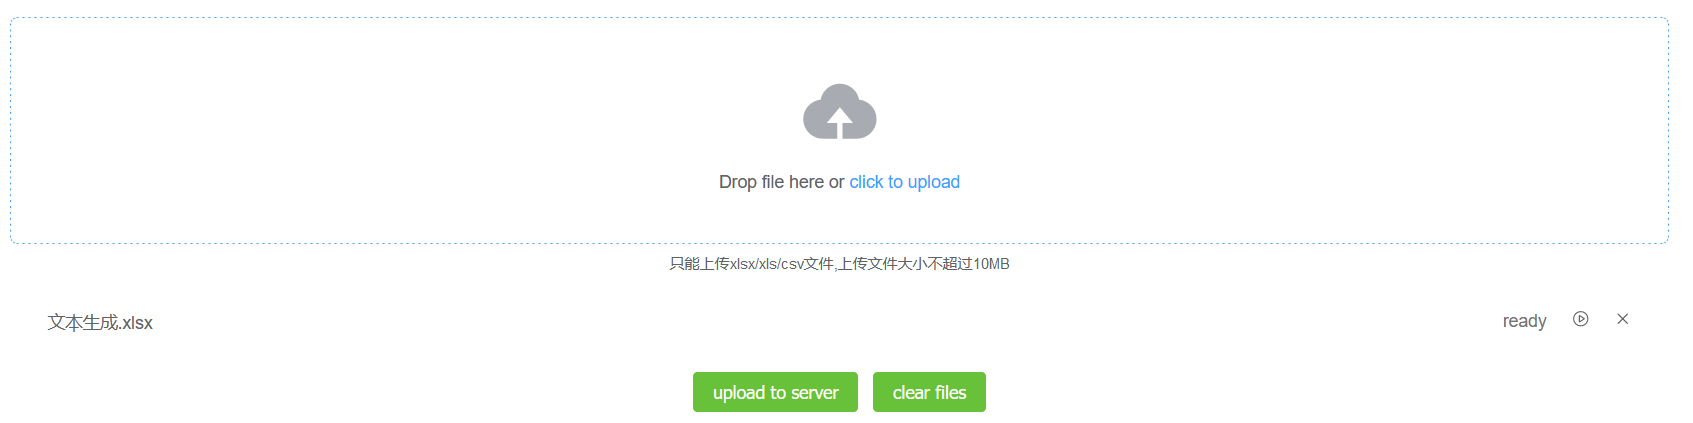 Drop file here or click to upload
只能上传xlsx/xls/csv文件,上传文件大小不超过10MB
文本生成.xlsx ready
upload to server clear files